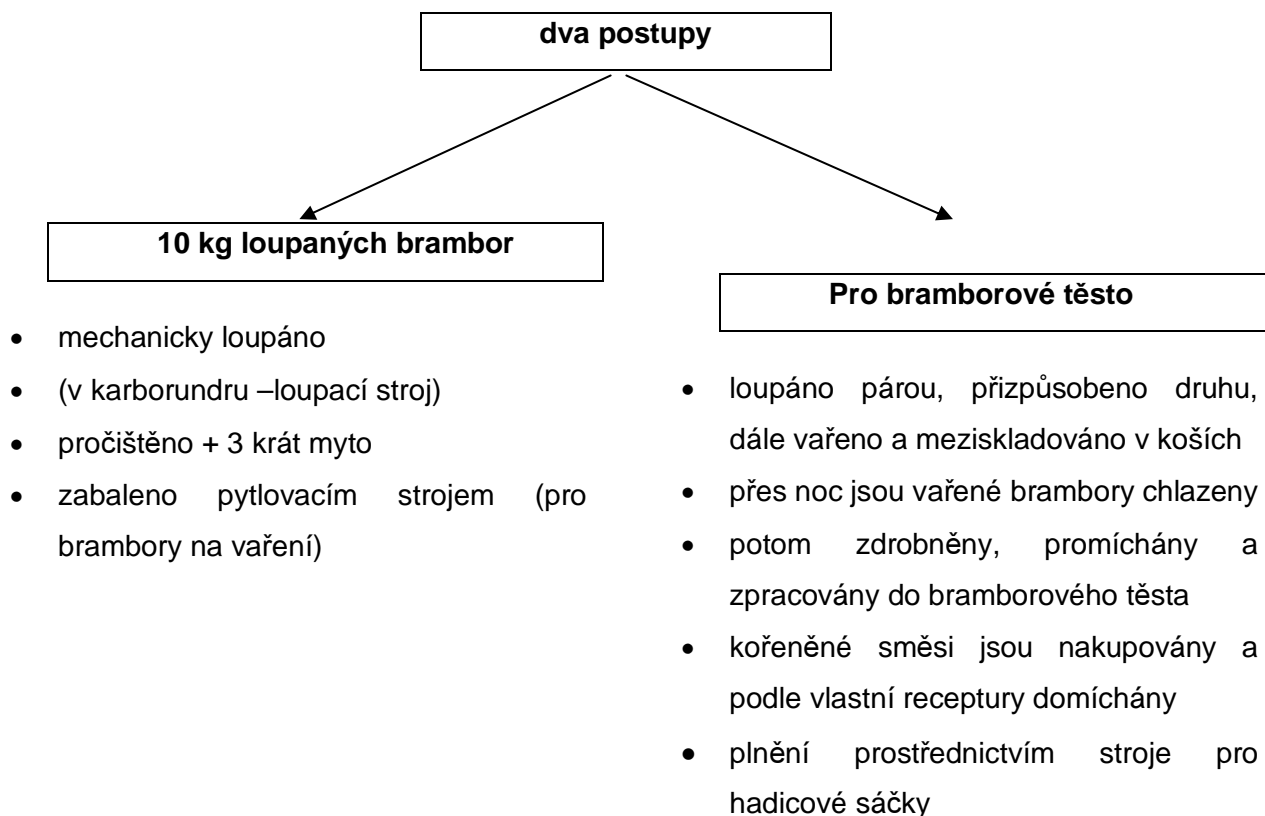 dva postupy
10 kg loupaných brambor
• mechanicky loupáno
• (v karborundru –loupací stroj)
• pročištěno + 3 krát myto
• zabaleno pytlovacím strojem (pro
brambory na vaření)
Pro bramborové těsto
• loupáno párou, přizpůsobeno druhu,
dále vařeno a meziskladováno v koších
• přes noc jsou vařené brambory chlazeny
• potom zdrobněny, promíchány a
zpracovány do bramborového těsta
• kořeněné směsi jsou nakupovány a
podle vlastní receptury domíchány
• plnění prostřednictvím stroje pro
hadicové sáčky